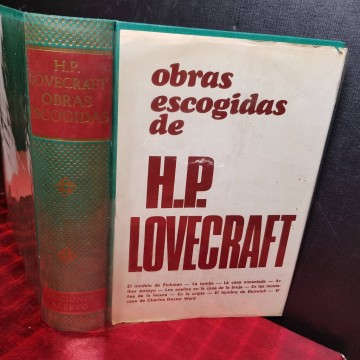 H.P.
LOVECRAFT
OBRAS
ESCOGIDAS
obras
escogidas
de
H.P.
LOVECRAFT
El modelo de Pickman — La tumba — La casa encantada — Ar-
thur Jermyn — Los sueños en la casa de la bruja — En las monta-
ñas de la locura — En la cripta — El horror de Dunwich — El
caso de Charles Dexter Ward